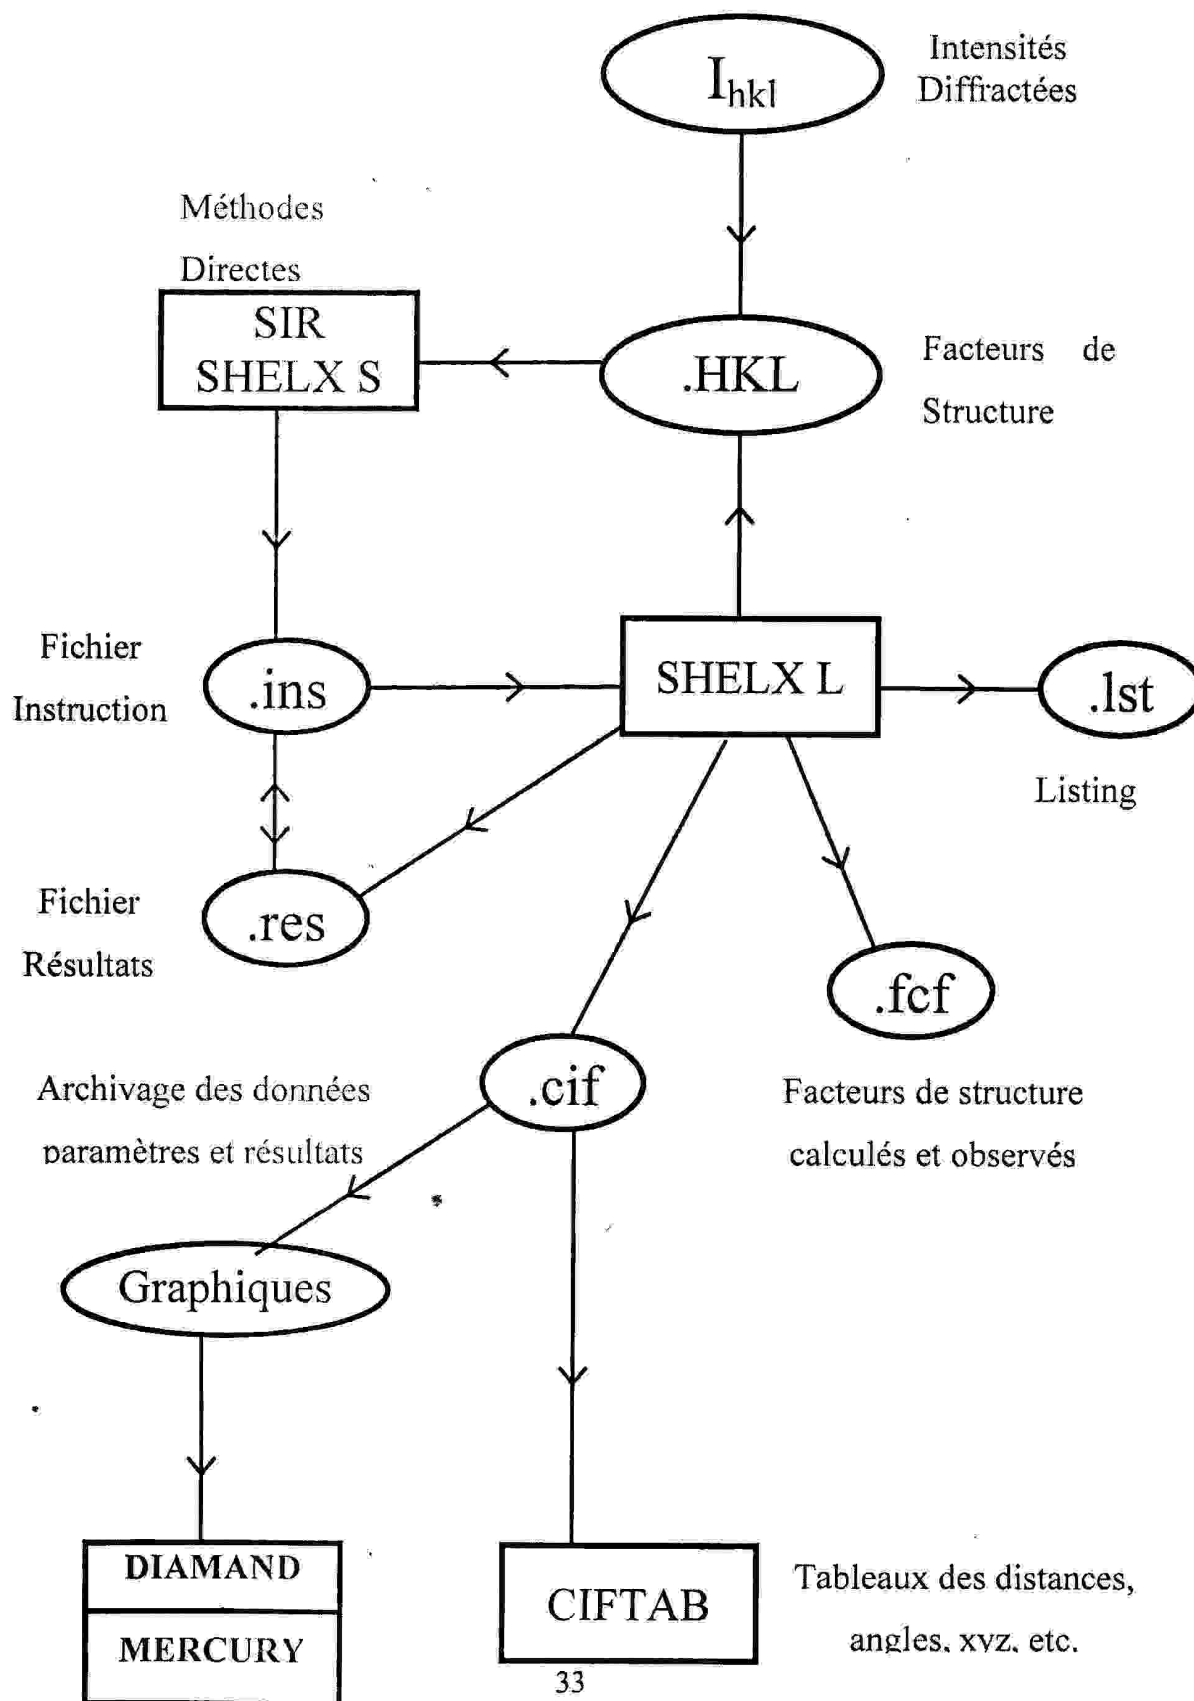 Intensités
Diffractées
I_hkl
Méthodes
Directes
SIR
SHELX S
.HKL
Facteurs de
Structure
Fichier
Instruction
.ins
SHELX L
.lst
Listing
Fichier
Résultats
.res
.fcf
Archivage des données
paramètres et résultats
.cif
Facteurs de structure
calculés et observés
Graphiques
DIAMAND
MERCURY
CIFTAB
Tableaux des distances,
angles, xyz, etc.
33